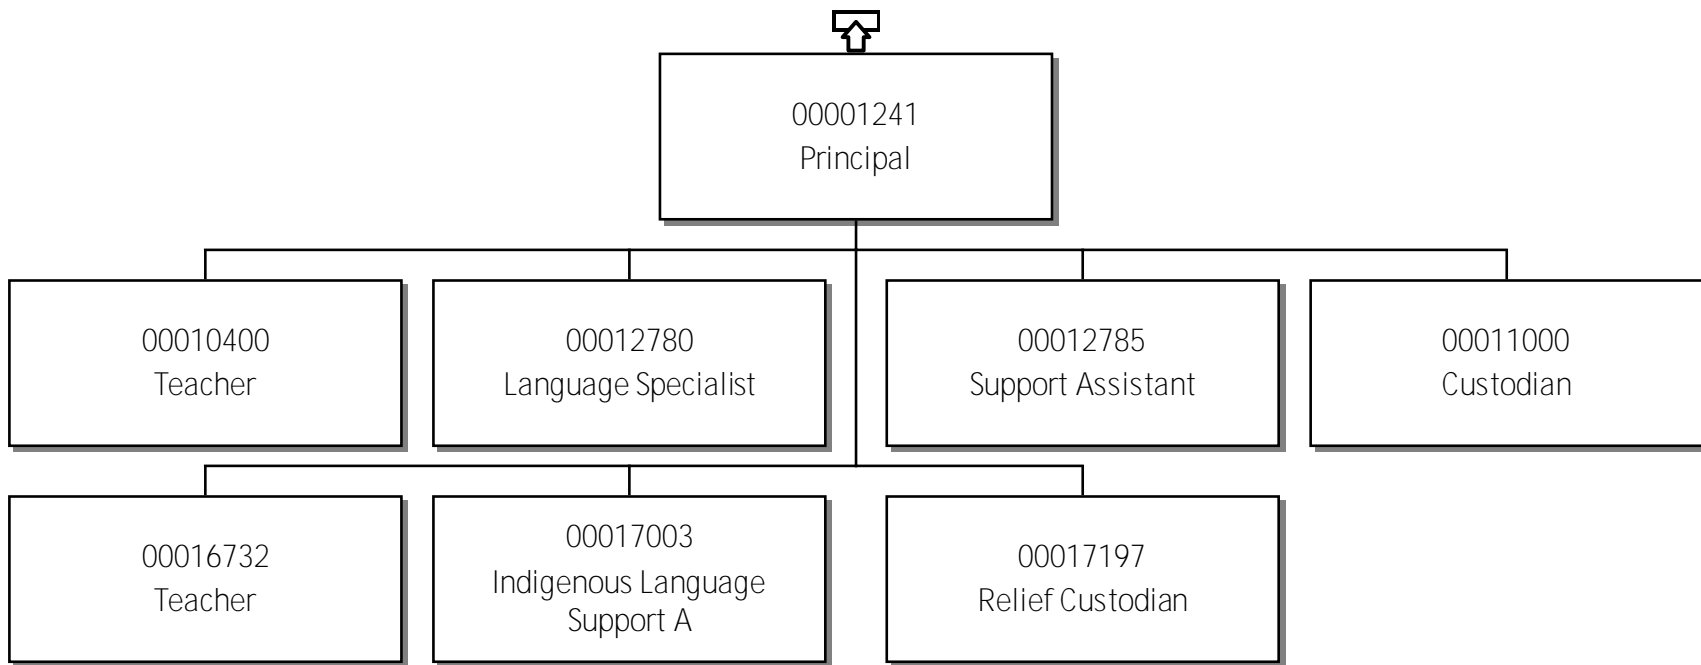 00001241
Principal
00010400
Teacher
00012780
Language Specialist
00012785
Support Assistant
00011000
Custodian
00016732
Teacher
00017003
Indigenous Language
Support A
00017197
Relief Custodian